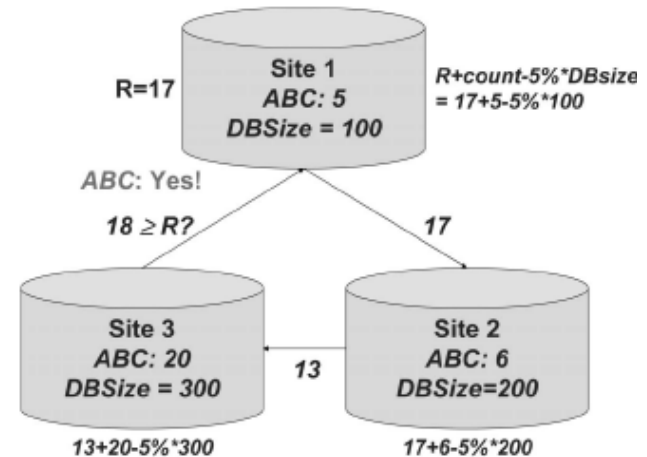 R=17
Site 1
ABC: 5
DBSize = 100
R+count-5%*DBsize
= 17+5-5%*100
ABC: Yes!
18 ≥ R?
17
Site 3
ABC: 20
DBSize = 300
13
Site 2
ABC: 6
DBSize=200
13+20-5%*300
17+6-5%*200